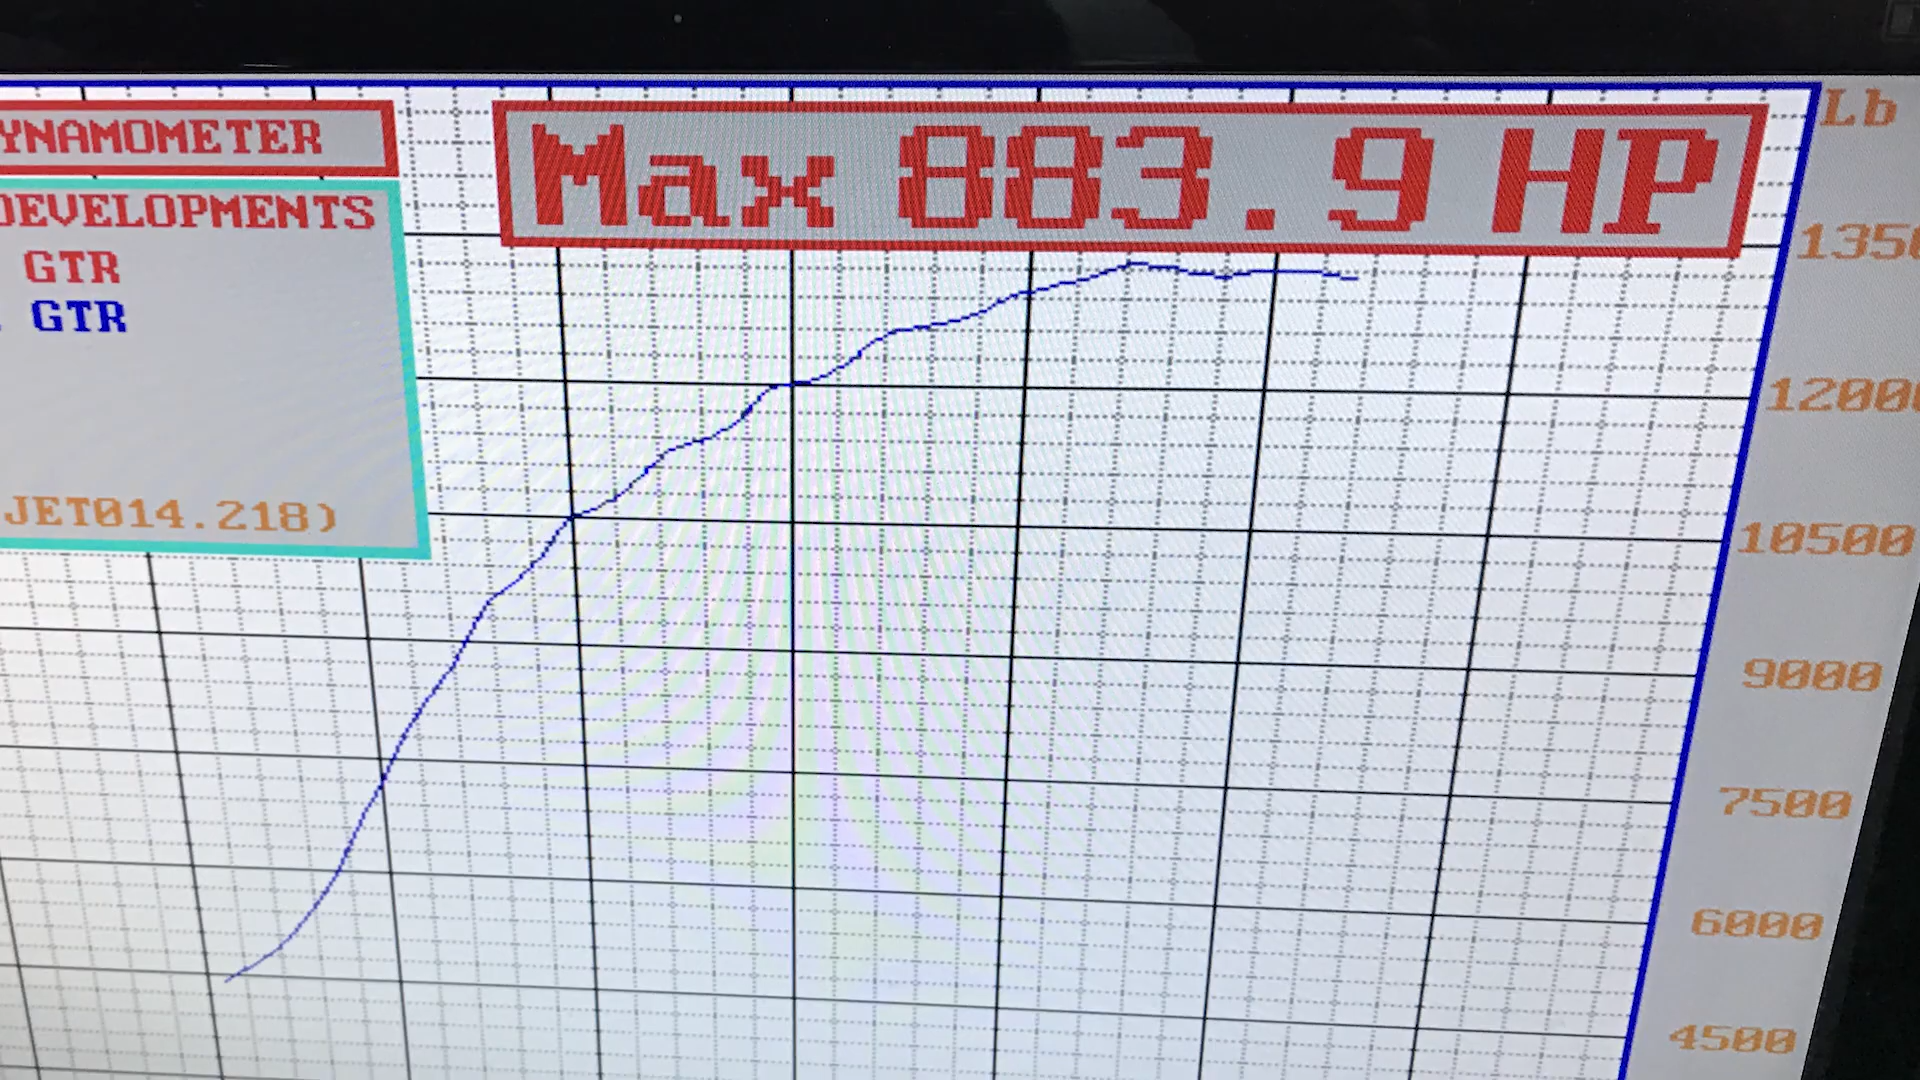 YNAMOMETER
Max 883.9 HP
DEVELOPMENTS
GTR
GTR
JET014.218)
Lb
1350
12000
10500
9000
7500
6000
4500